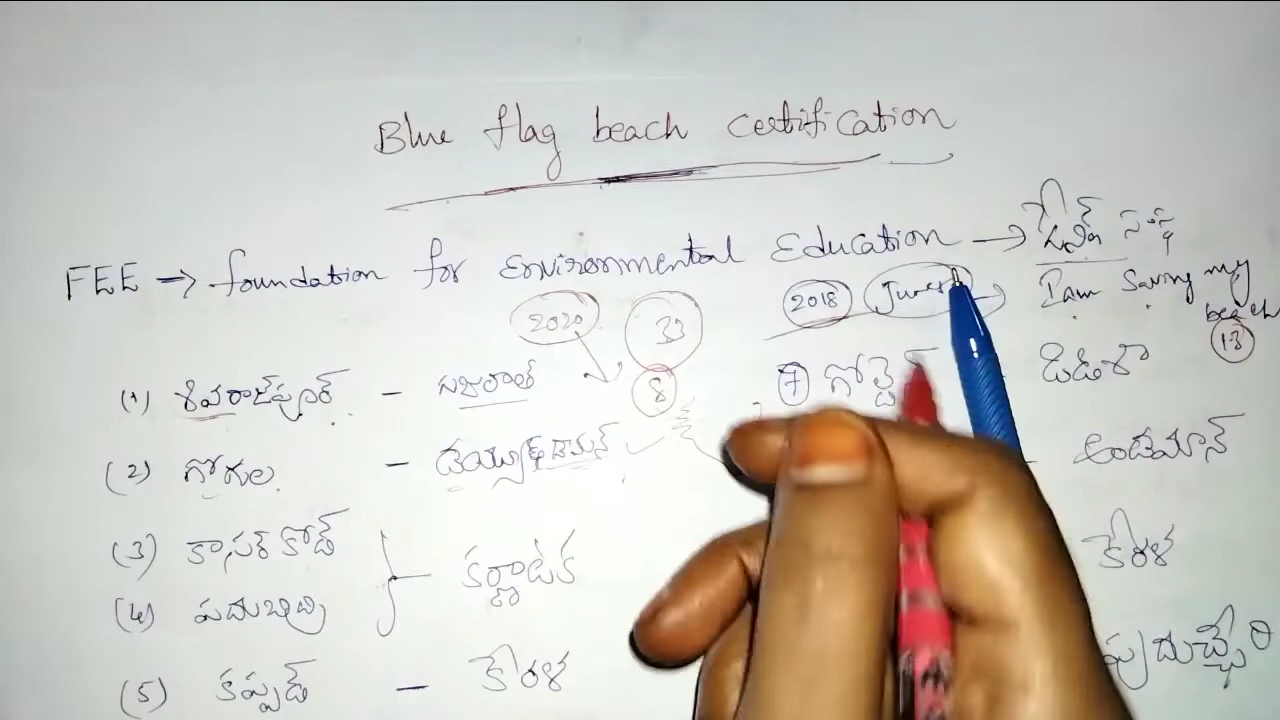 Blue flag beach certification
FEE → foundation for Environmental Education →
2018 → I am Saving my beach
2020 33 13
(1) శివరాజ్‌పూర్ - గుజరాత్ 8
7 ఒడిశా
(2) గోగుల - డయ్యు & డామన్
అండమాన్
(3) కాసర్ కోడ్
కర్ణాటక
కేరళ
(4) పదుబిద్రి
(5) కప్పడ్ - కేరళ
పుదుచ్చేరి